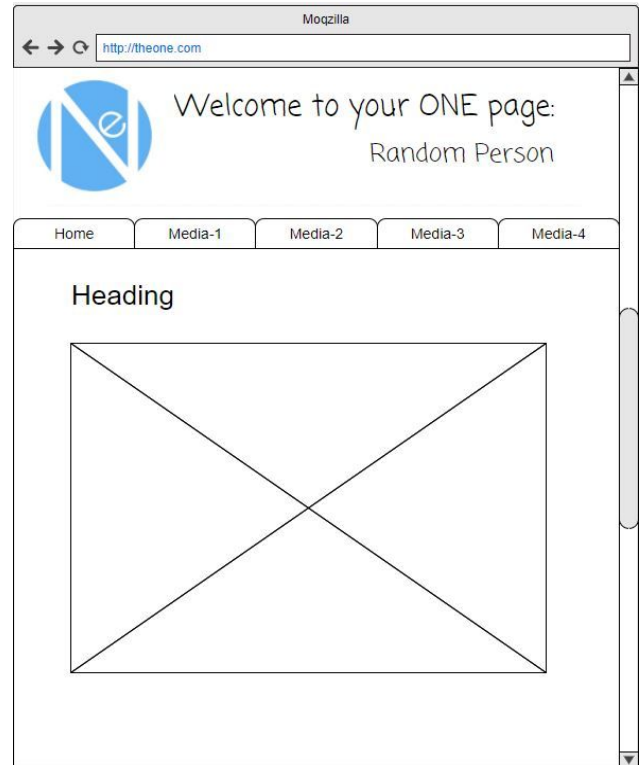 Moqzilla
http://theone.com
Ne
Welcome to your ONE page:
Random Person
Home Media-1 Media-2 Media-3 Media-4
Heading